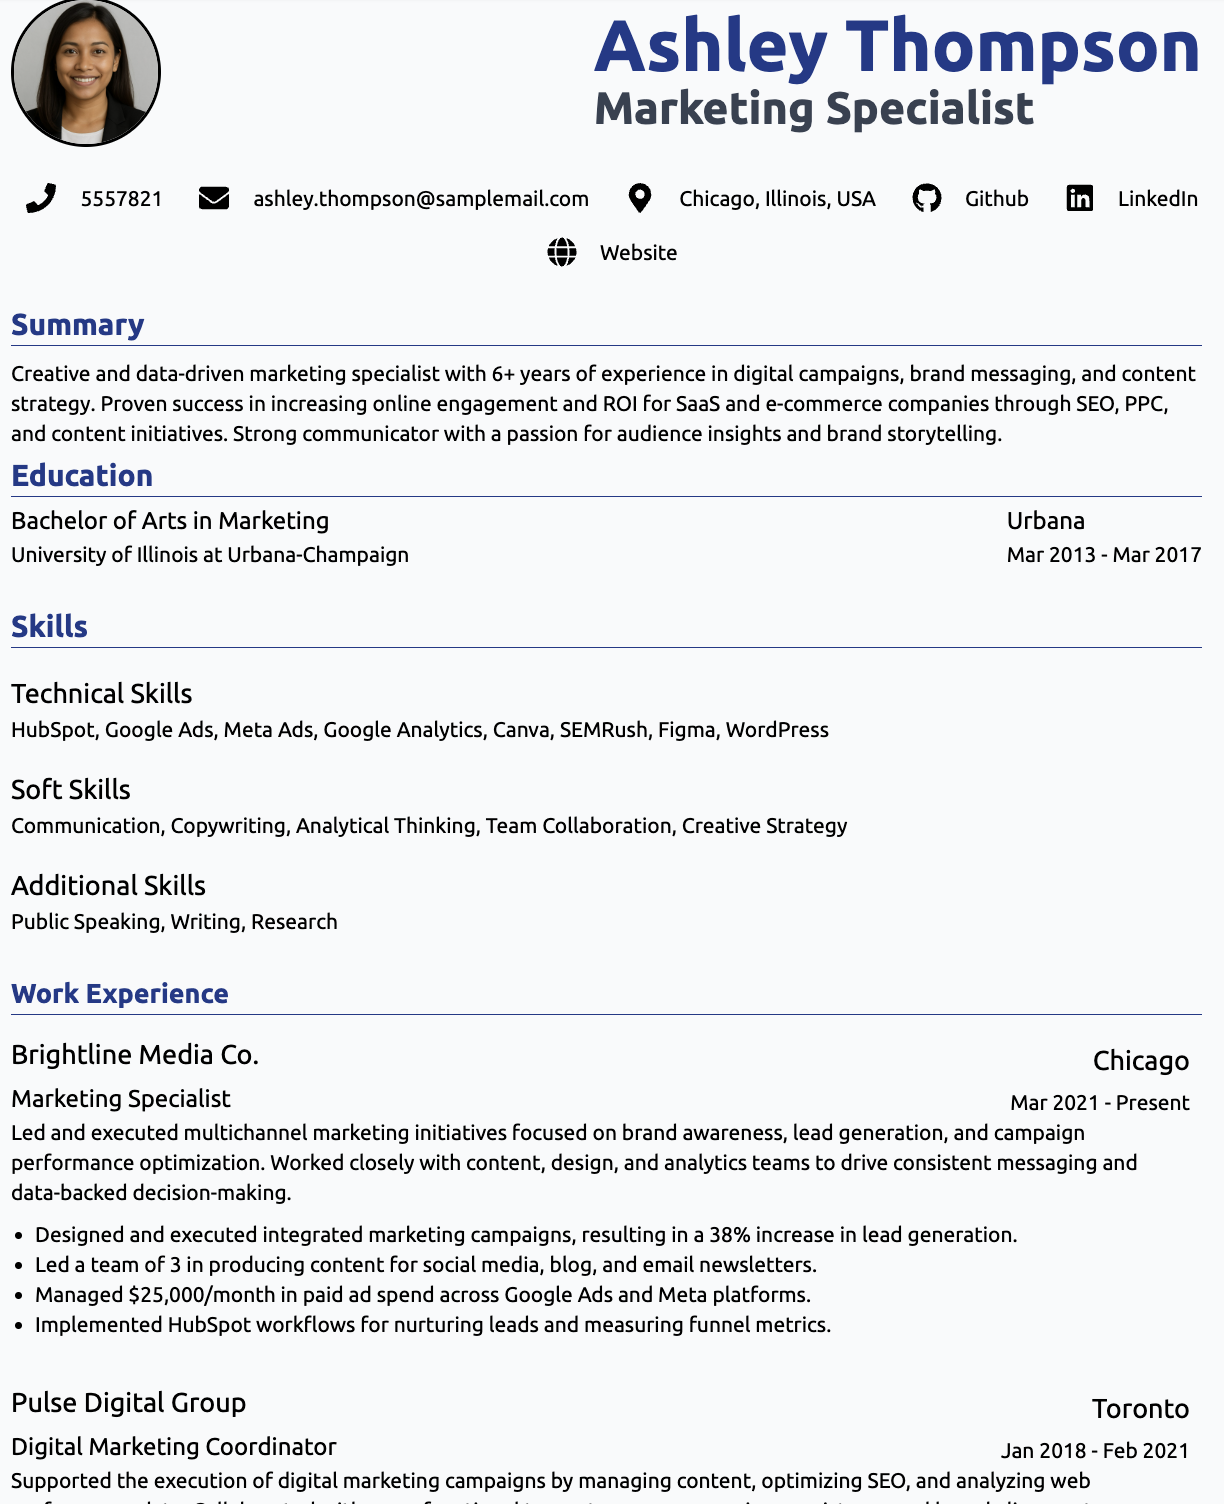 Ashley Thompson
Marketing Specialist
5557821 ashley.thompson@samplemail.com Chicago, Illinois, USA Github LinkedIn
Website
Summary
Creative and data-driven marketing specialist with 6+ years of experience in digital campaigns, brand messaging, and content
strategy. Proven success in increasing online engagement and ROI for SaaS and e-commerce companies through SEO, PPC,
and content initiatives. Strong communicator with a passion for audience insights and brand storytelling.
Education
Bachelor of Arts in Marketing Urbana
University of Illinois at Urbana-Champaign Mar 2013 - Mar 2017
Skills
Technical Skills
HubSpot, Google Ads, Meta Ads, Google Analytics, Canva, SEMRush, Figma, WordPress
Soft Skills
Communication, Copywriting, Analytical Thinking, Team Collaboration, Creative Strategy
Additional Skills
Public Speaking, Writing, Research
Work Experience
Brightline Media Co. Chicago
Marketing Specialist Mar 2021 - Present
Led and executed multichannel marketing initiatives focused on brand awareness, lead generation, and campaign
performance optimization. Worked closely with content, design, and analytics teams to drive consistent messaging and
data-backed decision-making.
• Designed and executed integrated marketing campaigns, resulting in a 38% increase in lead generation.
• Led a team of 3 in producing content for social media, blog, and email newsletters.
• Managed $25,000/month in paid ad spend across Google Ads and Meta platforms.
• Implemented HubSpot workflows for nurturing leads and measuring funnel metrics.
Pulse Digital Group Toronto
Digital Marketing Coordinator Jan 2018 - Feb 2021
Supported the execution of digital marketing campaigns by managing content, optimizing SEO, and analyzing web